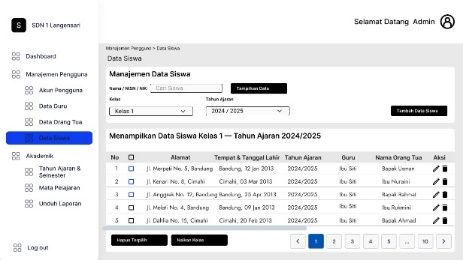 S SDN 1 Langensari
Selamat Datang Admin
Dashboard
Manajemen Pengguna
Akun Pengguna
Data Guru
Data Orang Tua
Data Siswa
Akademik
Tahun Ajaran &
Semester
Mata Pelajaran
Unduh Laporan
Log out
Manajemen Pengguna > Data Siswa
Data Siswa
Manajemen Data Siswa
Nama / NISN / NIK Cari Siswa Tampilkan Data
Kelas Tahun Ajaran
Kelas 1 2024 / 2025 Tambah Data Siswa
Menampilkan Data Siswa Kelas 1 — Tahun Ajaran 2024/2025
No Alamat Tempat & Tanggal Lahir Tahun Ajaran Guru Nama Orang Tua Aksi
1 Jl. Merpati No. 5, Bandung Bandung, 12 Jan 2013 2024/2025 Ibu Siti Bapak Usman
2 Jl. Kenari No. 8, Cimahi Cimahi, 03 Mar 2013 2024/2025 Ibu Siti Ibu Nuraini
3 Jl. Anggrek No. 12, Bandung 2024/2025 Ibu Siti Bapak Rahmat
4 Jl. Melati No. 4, Bandung Bandung, 09 Jan 2013 2024/2025 Ibu Siti Ibu Rukmini
5 Jl. Dahlia No. 15, Cimahi Cimahi, 20 Feb 2013 2024/2025 Ibu Siti Bapak Ahmad
Hapus Terpilih Naikan Kelas < 1 2 3 4 5 ... 10 >